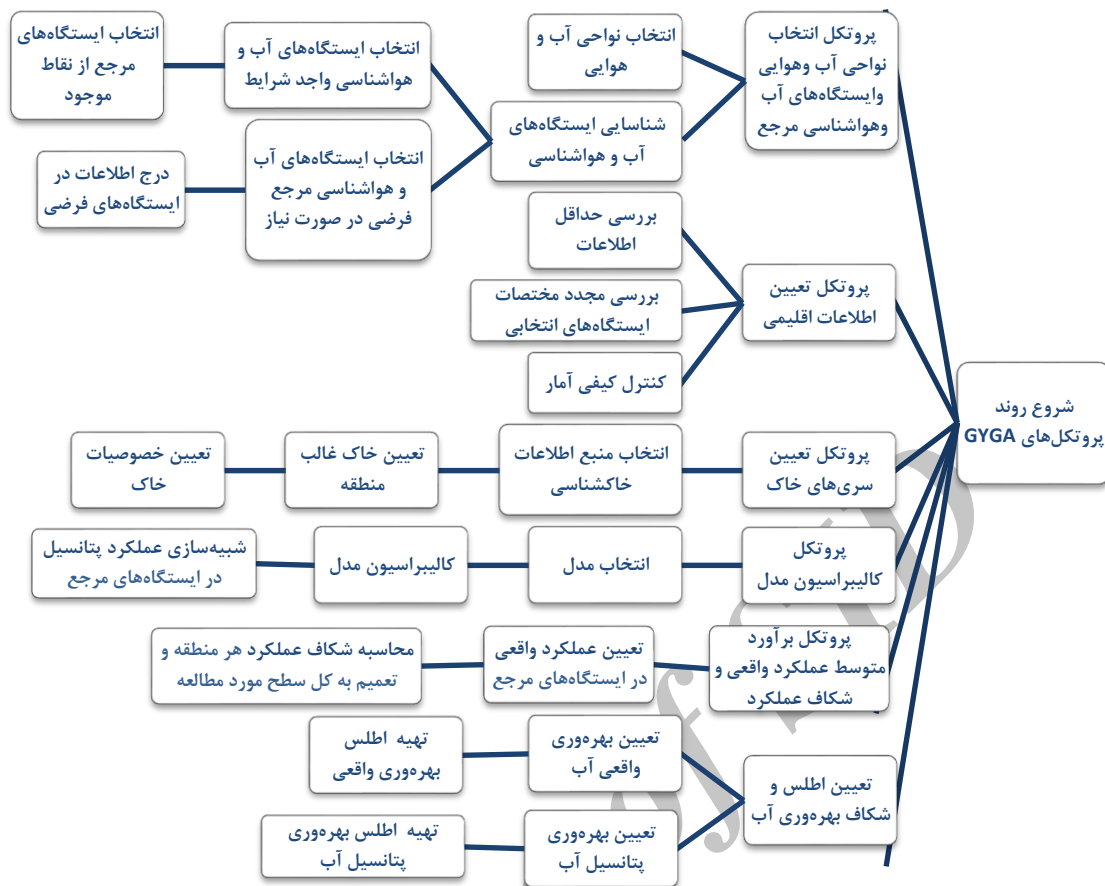 شروع روند
پروتکل‌های GYGA
پروتکل انتخاب
نواحی آب وهوایی
وایستگاه‌های آب
وهواشناسی مرجع
انتخاب نواحی آب و
هوایی
شناسایی ایستگاه‌های
آب و هواشناسی
انتخاب ایستگاه‌های آب و
هواشناسی واجد شرایط
انتخاب ایستگاه‌های
مرجع از نقاط
موجود
انتخاب ایستگاه‌های آب
و هواشناسی مرجع
فرضی در صورت نیاز
درج اطلاعات در
ایستگاه‌های فرضی
پروتکل تعیین
اطلاعات اقلیمی
بررسی حداقل
اطلاعات
بررسی مجدد مختصات
ایستگاه‌های انتخابی
کنترل کیفی آمار
پروتکل تعیین
سری‌های خاک
انتخاب منبع اطلاعات
خاکشناسی
تعیین خاک غالب
منطقه
تعیین خصوصیات
خاک
پروتکل
کالیبراسیون مدل
انتخاب مدل
کالیبراسیون مدل
شبیه‌سازی عملکرد پتانسیل
در ایستگاه‌های مرجع
پروتکل برآورد
متوسط عملکرد واقعی و
شکاف عملکرد
تعیین عملکرد واقعی
در ایستگاه‌های مرجع
محاسبه شکاف عملکرد هر منطقه و
تعمیم به کل سطح مورد مطالعه
تعیین اطلس و
شکاف بهره‌وری آب
تعیین بهره‌وری
واقعی آب
تهیه اطلس
بهره‌وری واقعی
تعیین بهره‌وری
پتانسیل آب
تهیه اطلس بهره‌وری
پتانسیل آب
of SID